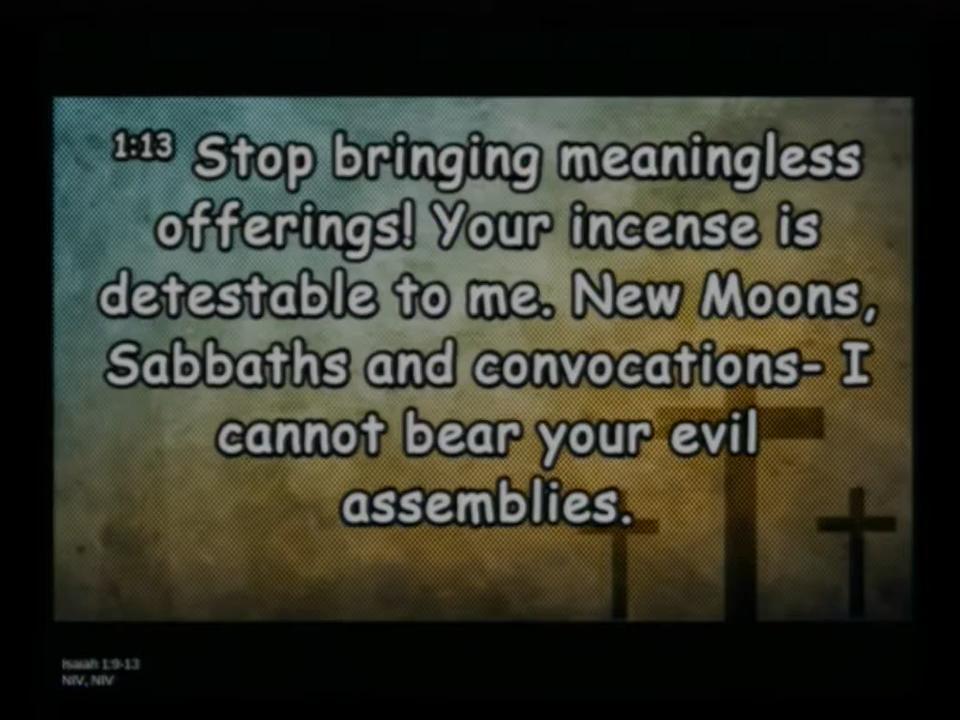 1:13 Stop bringing meaningless
offerings! Your incense is
detestable to me. New Moons,
Sabbaths and convocations- I
cannot bear your evil
assemblies.
Isaiah 1:9-13
NIV, NIV